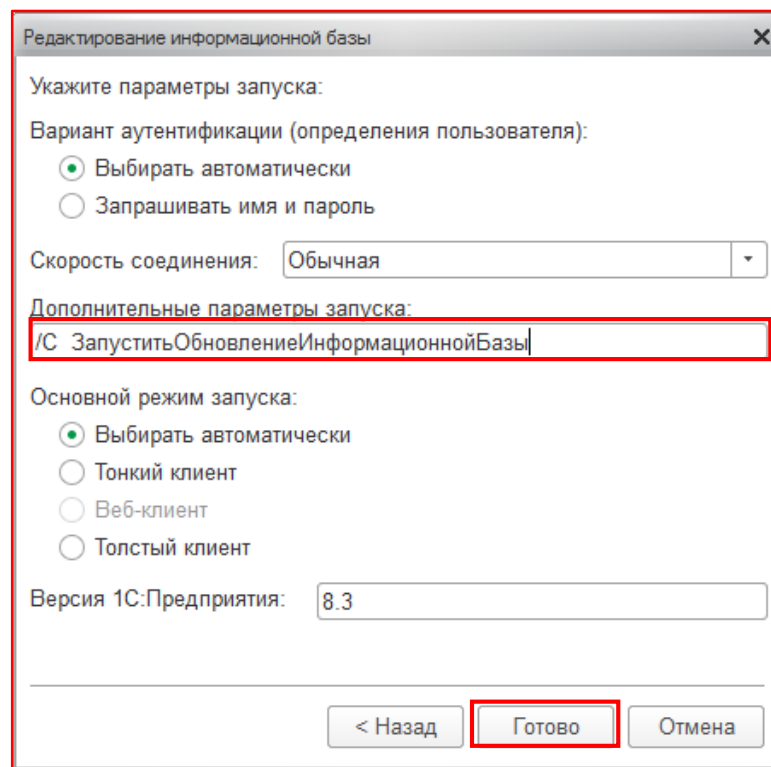 Редактирование информационной базы
Укажите параметры запуска:
Вариант аутентификации (определения пользователя):
Выбирать автоматически
Запрашивать имя и пароль
Скорость соединения: Обычная
Дополнительные параметры запуска:
/C ЗапуститьОбновлениеИнформационнойБазы
Основной режим запуска:
Выбирать автоматически
Тонкий клиент
Веб-клиент
Толстый клиент
Версия 1С:Предприятия: 8.3
< Назад Готово Отмена